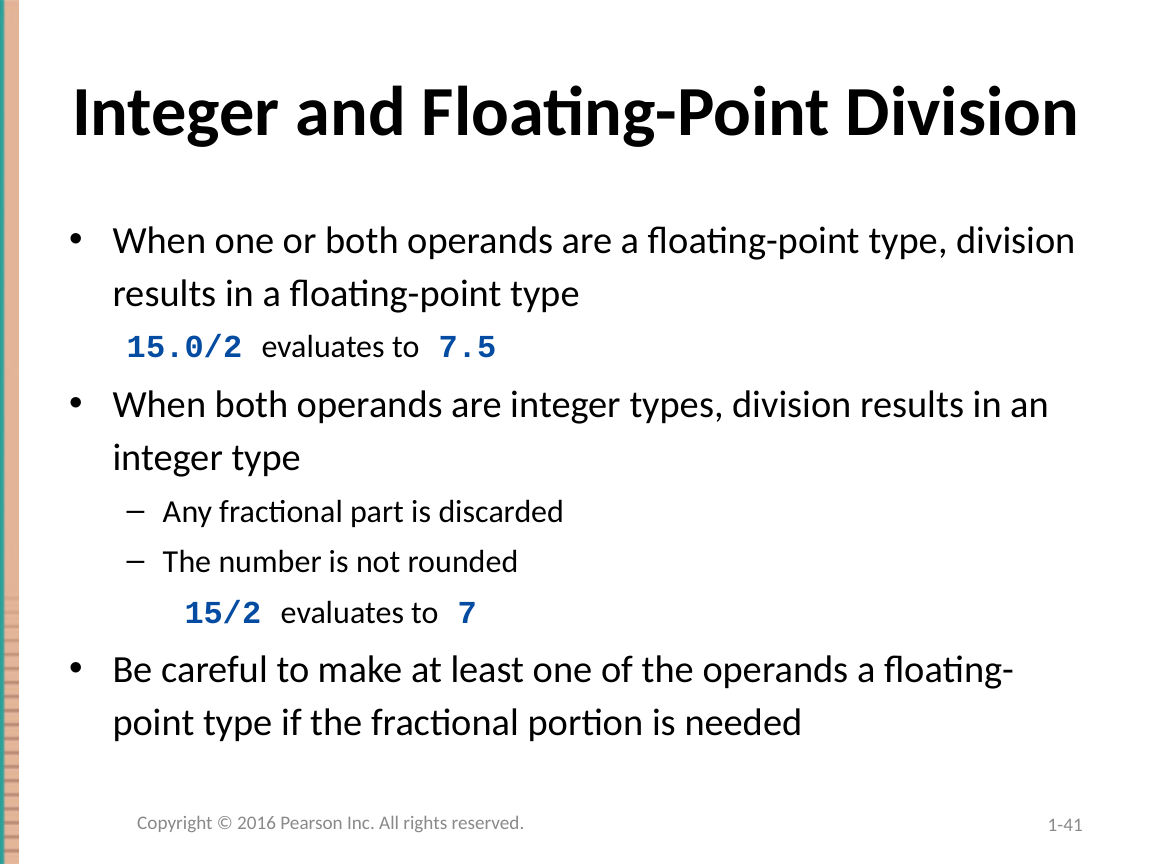 Integer and Floating-Point Division
• When one or both operands are a floating-point type, division
results in a floating-point type
15.0/2 evaluates to 7.5
• When both operands are integer types, division results in an
integer type
– Any fractional part is discarded
– The number is not rounded
15/2 evaluates to 7
• Be careful to make at least one of the operands a floating-
point type if the fractional portion is needed
Copyright © 2016 Pearson Inc. All rights reserved.
1-41